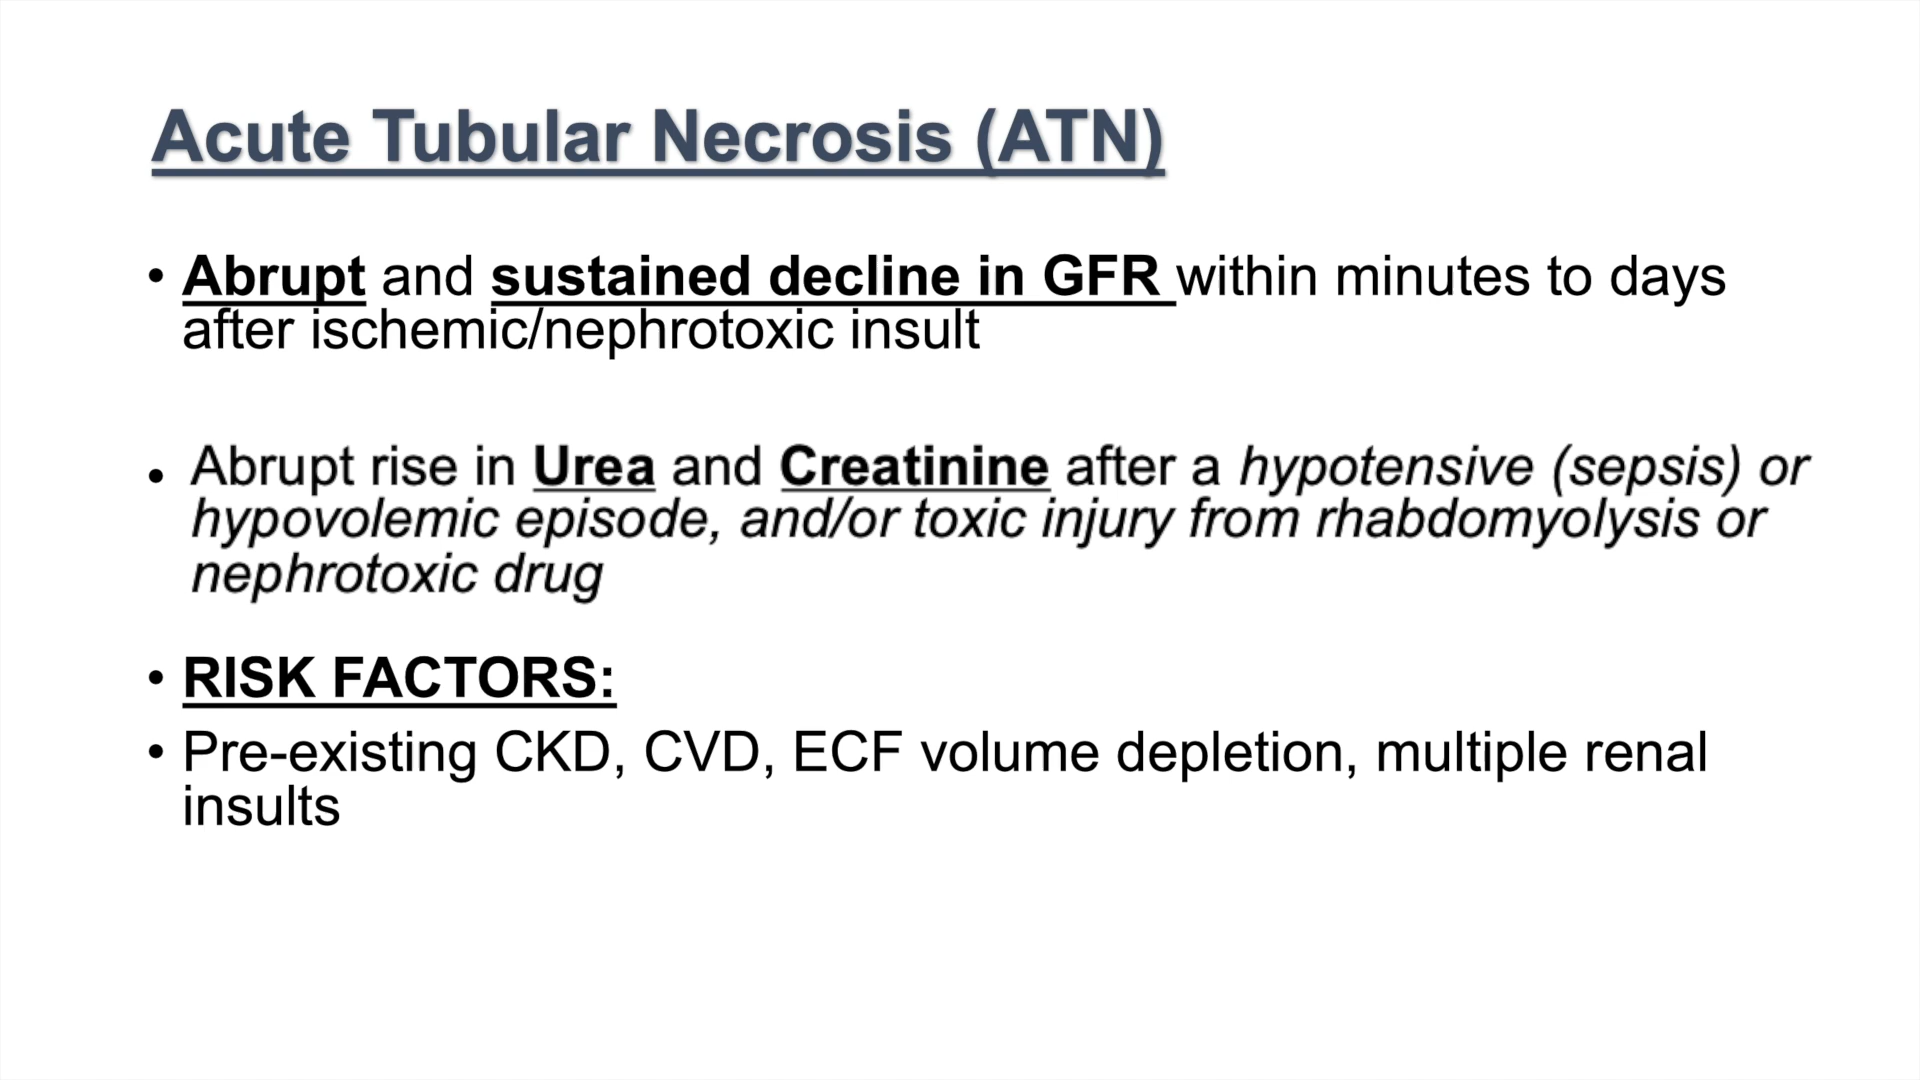 Acute Tubular Necrosis (ATN)
• Abrupt and sustained decline in GFR within minutes to days
after ischemic/nephrotoxic insult
• Abrupt rise in Urea and Creatinine after a hypotensive (sepsis) or
hypovolemic episode, and/or toxic injury from rhabdomyolysis or
nephrotoxic drug
• RISK FACTORS:
• Pre-existing CKD, CVD, ECF volume depletion, multiple renal
insults